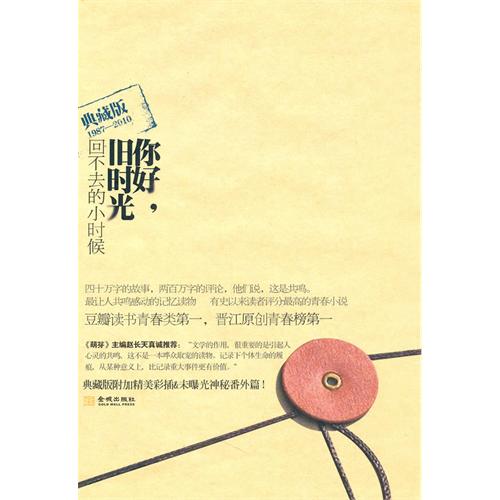 典藏版
1987—2010
你好,
旧时光
回不去的小时候
四十万字的故事,两百万字的评论,他们说,这是共鸣。
最让人共鸣感动的记忆读物 有史以来读者评分最高的青春小说
豆瓣读书青春类第一,晋江原创青春榜第一
《萌芽》主编赵长天真诚推荐:“文学的作用,很重要的是引起人
心灵的共鸣,这不是一本哗众取宠的读物。记录下个体生命的履
痕,从某种意义上,比记录重大事件更有价值。”
典藏版附加精美彩插&未曝光神秘番外篇!
金城出版社
GOLD WALL PRESS